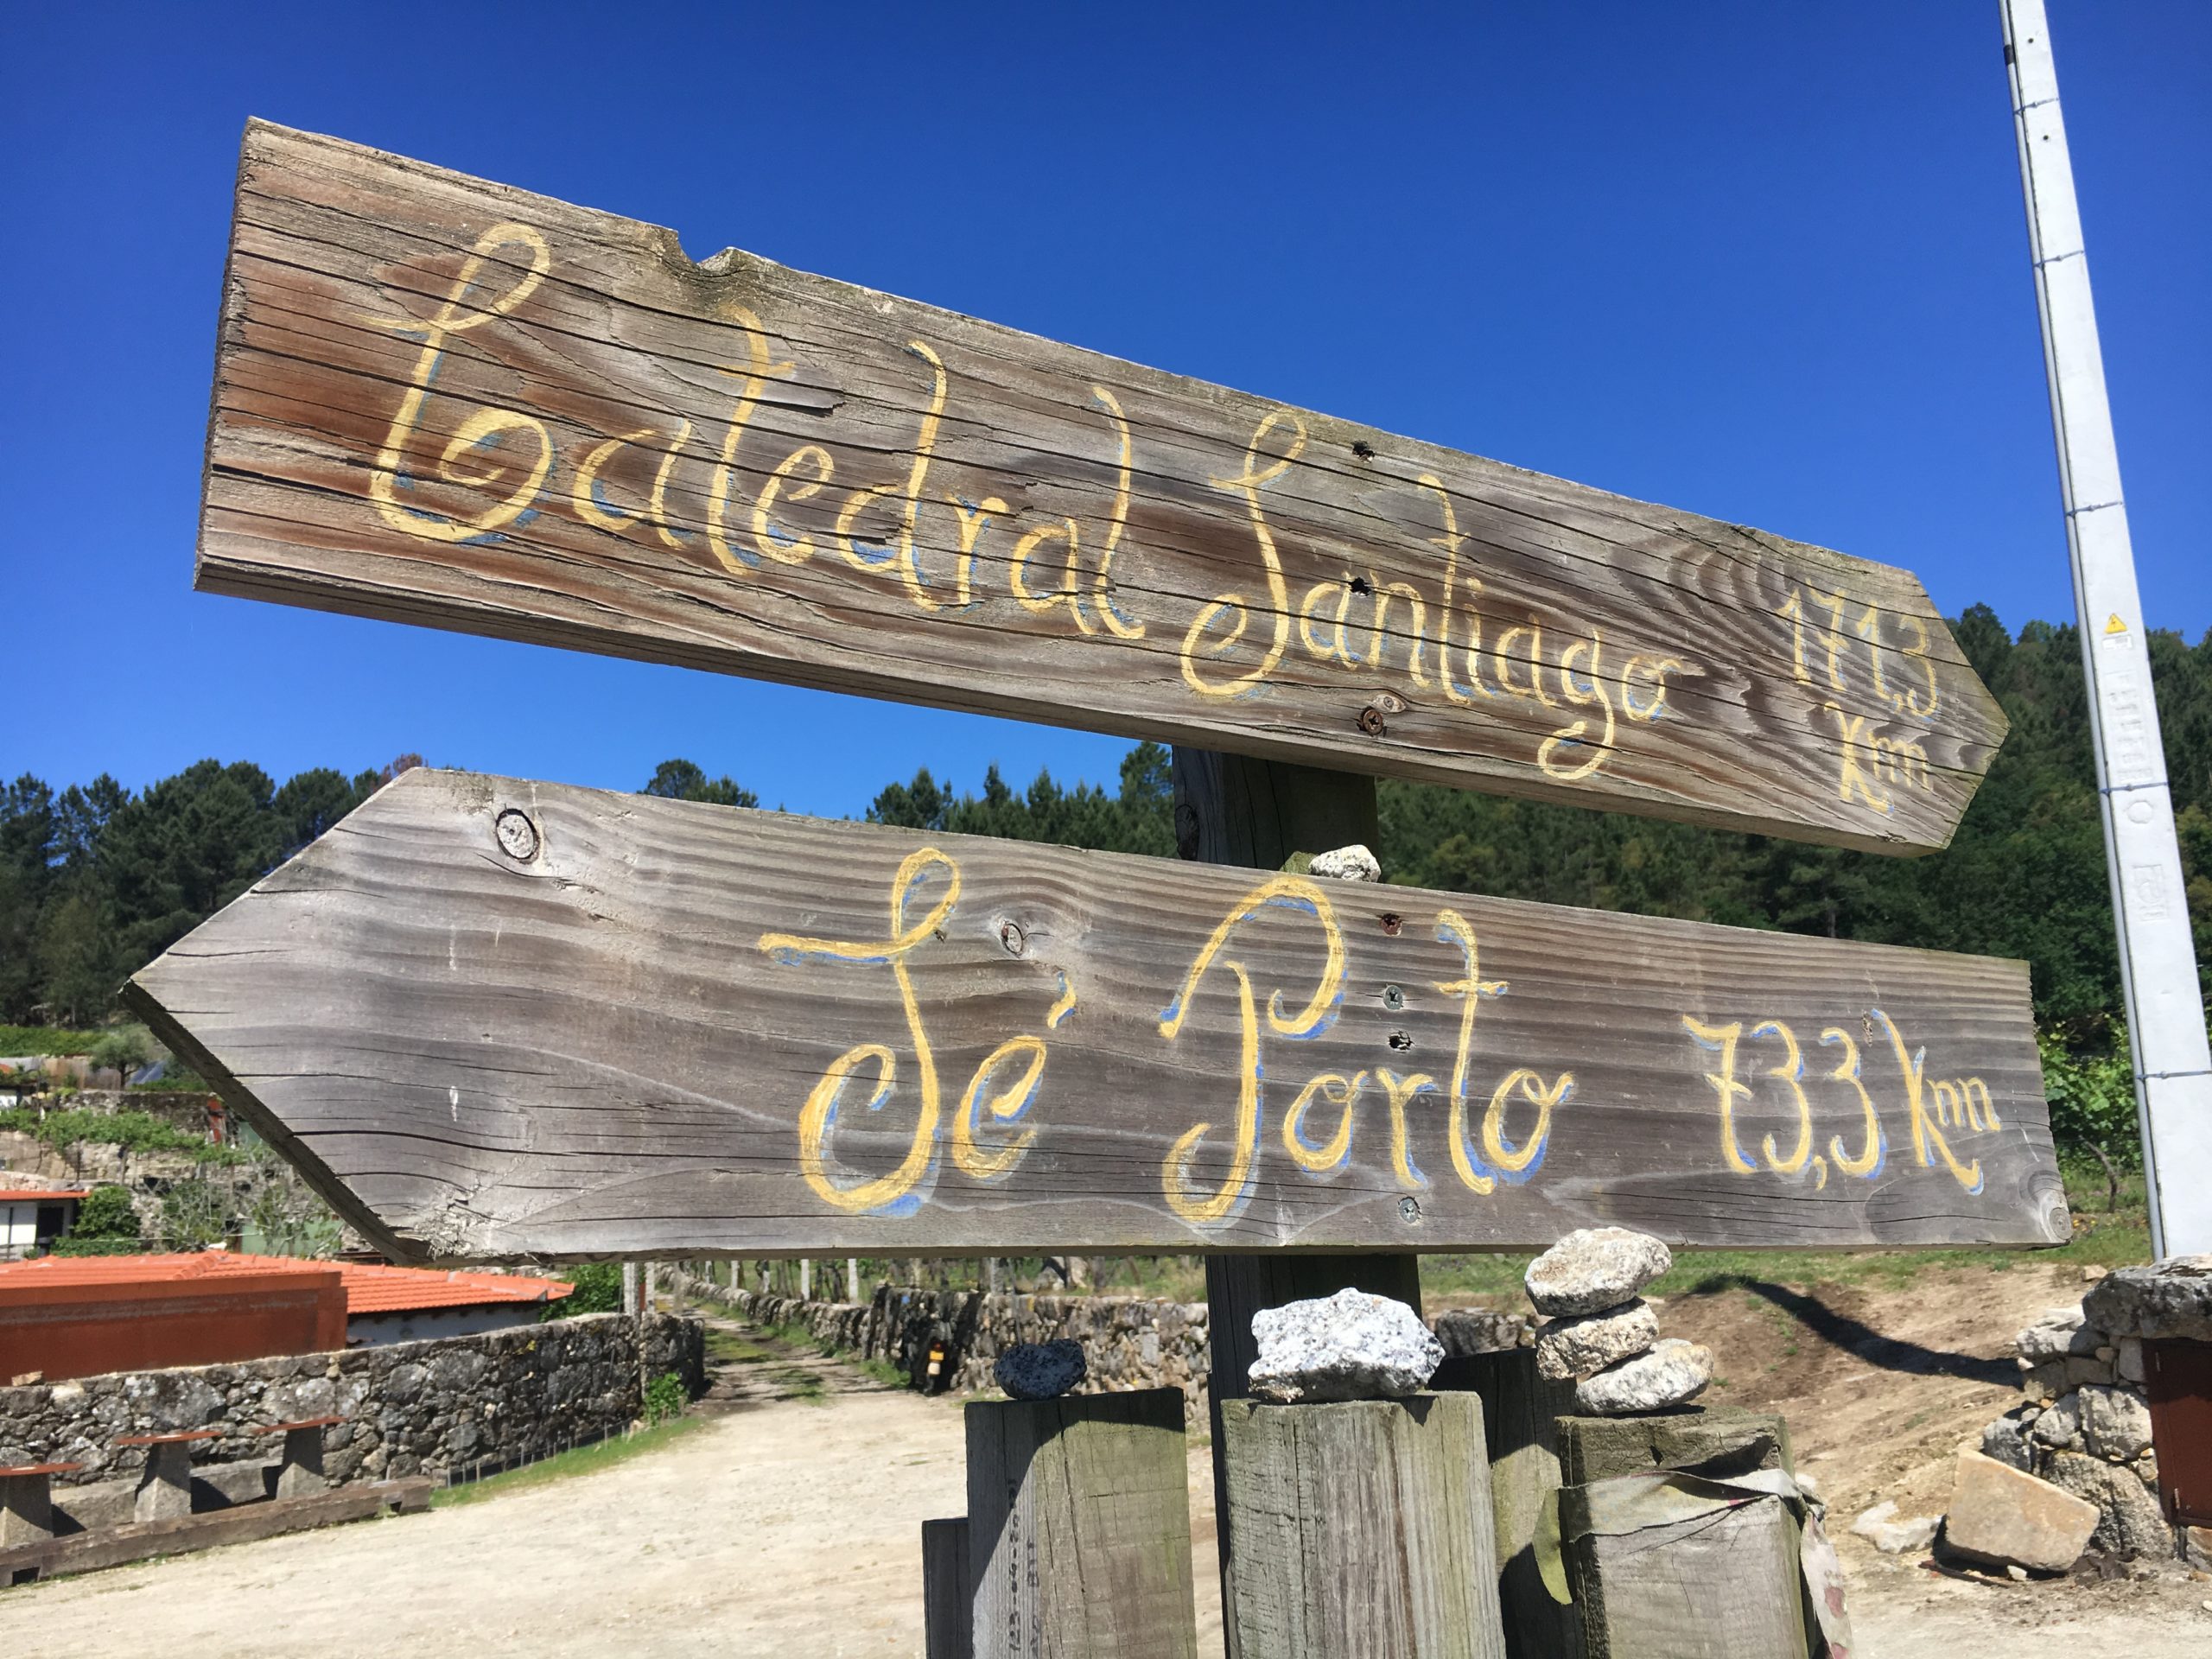 Catedral Santiago 171,3
Km
Sé Porto 73,3 Km